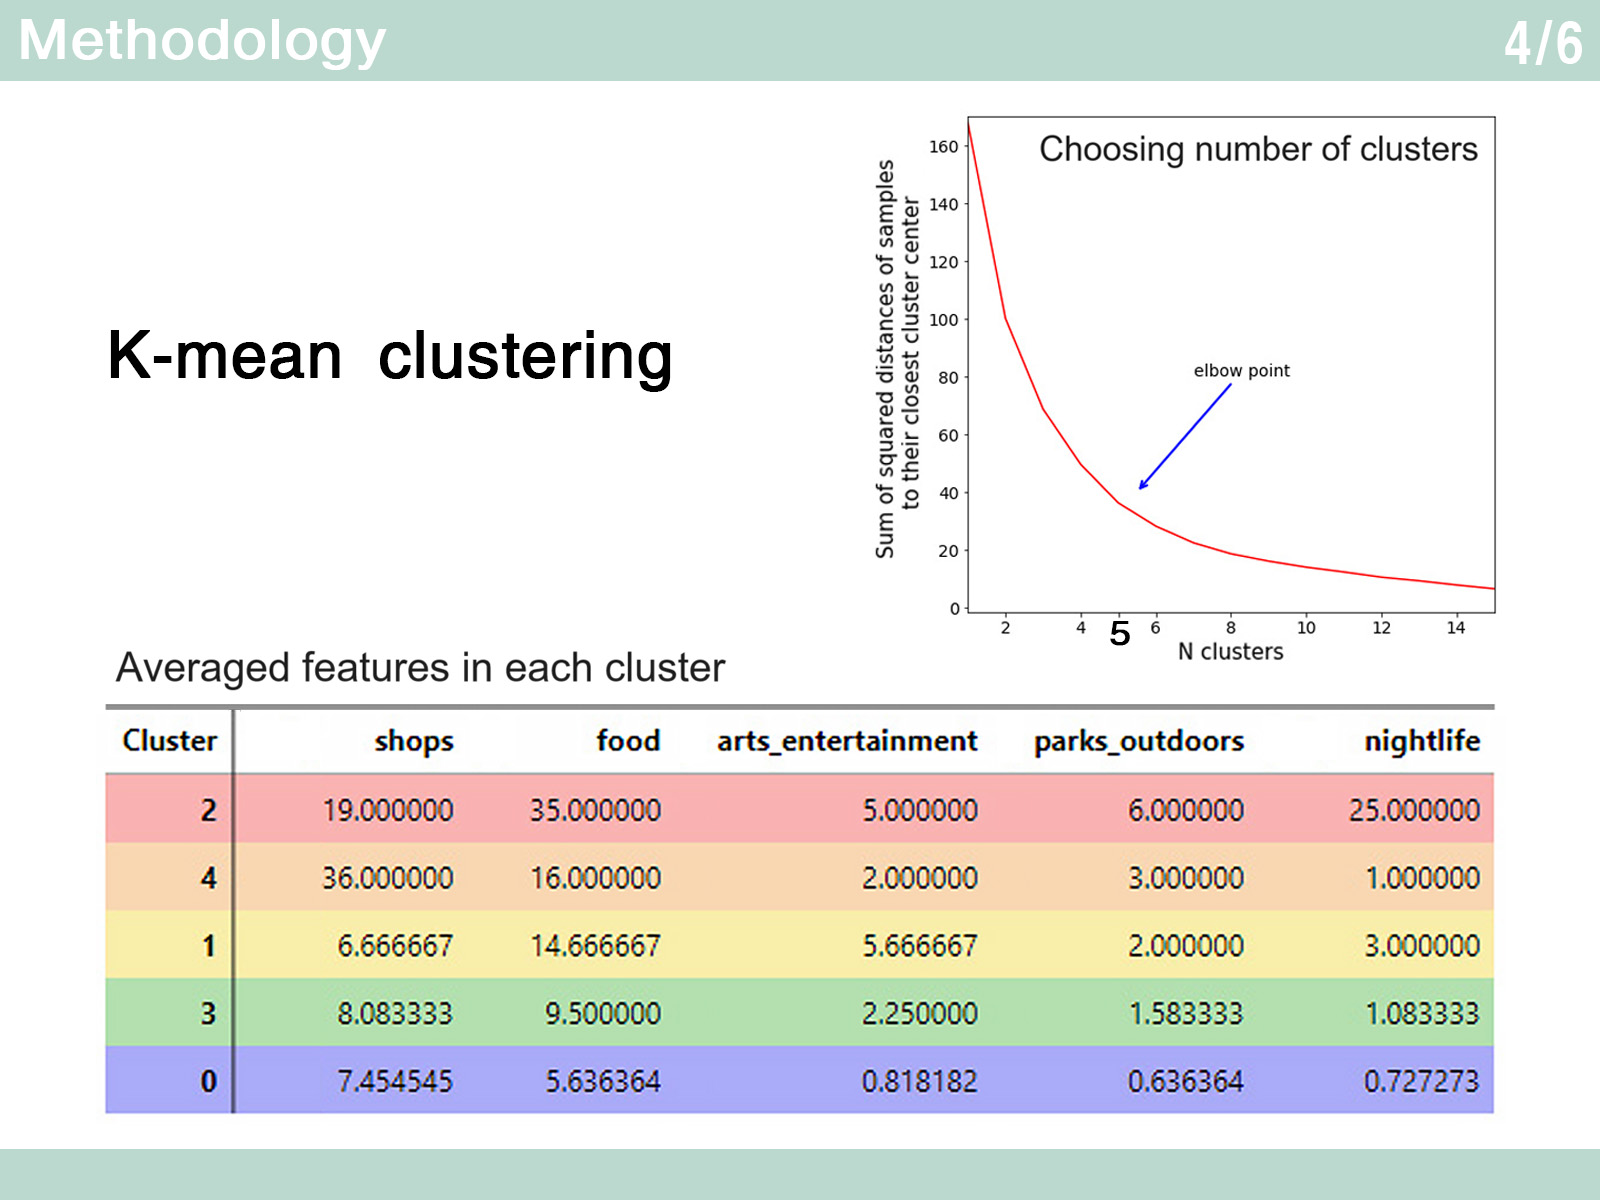 Methodology
4/6
K-mean clustering
Choosing number of clusters
Sum of squared distances of samples
to their closest cluster center
160
140
120
100
80
60
40
20
0
elbow point
2 4 5 6 8 10 12 14
N clusters
Averaged features in each cluster
Cluster shops food arts_entertainment parks_outdoors nightlife
2 19.000000 35.000000 5.000000 6.000000 25.000000
4 36.000000 16.000000 2.000000 3.000000 1.000000
1 6.666667 14.666667 5.666667 2.000000 3.000000
3 8.083333 9.500000 2.250000 1.583333 1.083333
0 7.454545 5.636364 0.818182 0.636364 0.727273